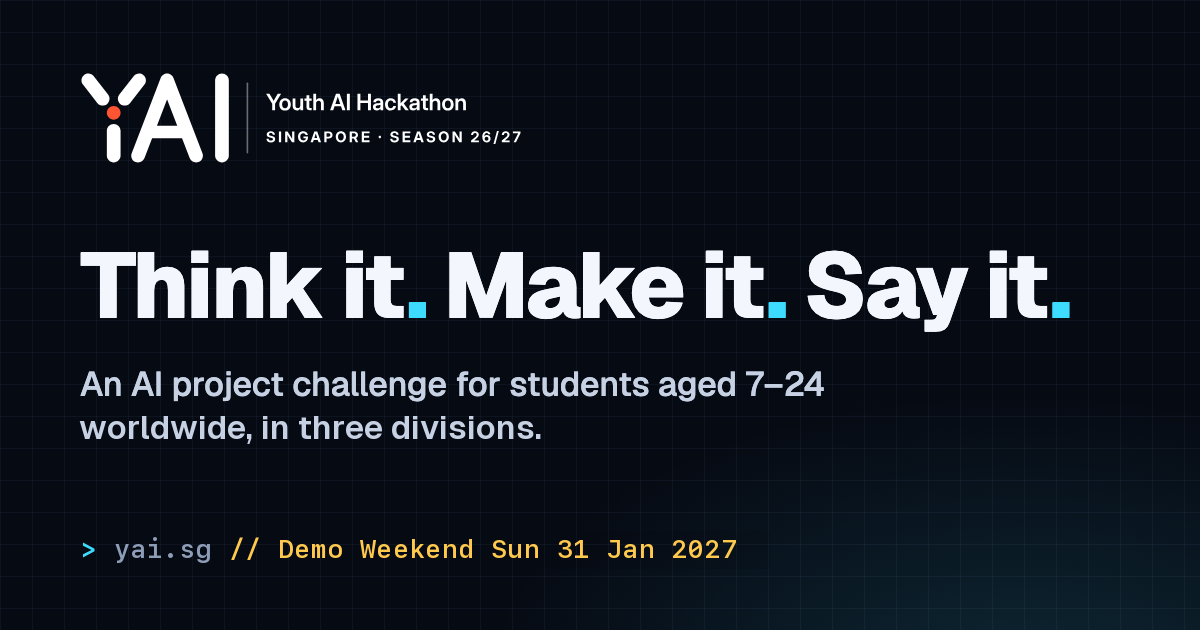 YAI
Youth AI Hackathon
SINGAPORE · SEASON 26/27
Think it. Make it. Say it.
An AI project challenge for students aged 7–24
worldwide, in three divisions.
> yai.sg // Demo Weekend Sun 31 Jan 2027